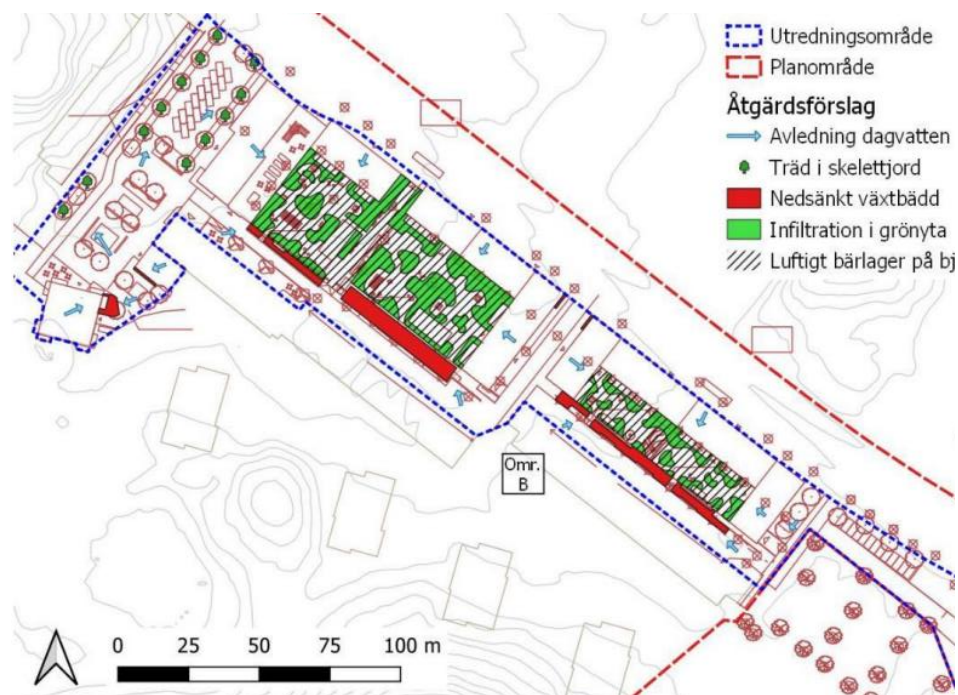 Utredningsområde
Planområde
Åtgärdsförslag
Avledning dagvatten
Träd i skelettjord
Nedsänkt växtbädd
Infiltration i grönyta
Luftigt bärlager på bj
Omr.
B
0 25 50 75 100 m